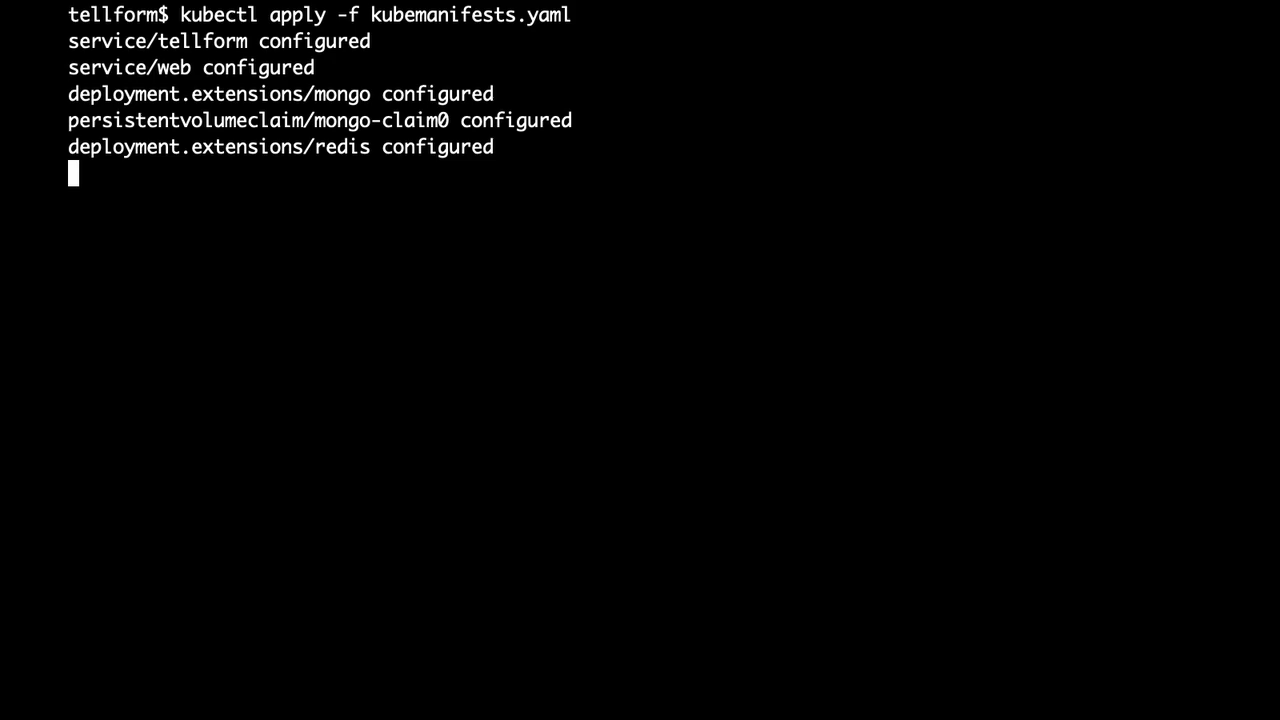 tellform$ kubectl apply -f kubemanifests.yaml
service/tellform configured
service/web configured
deployment.extensions/mongo configured
persistentvolumeclaim/mongo-claim0 configured
deployment.extensions/redis configured